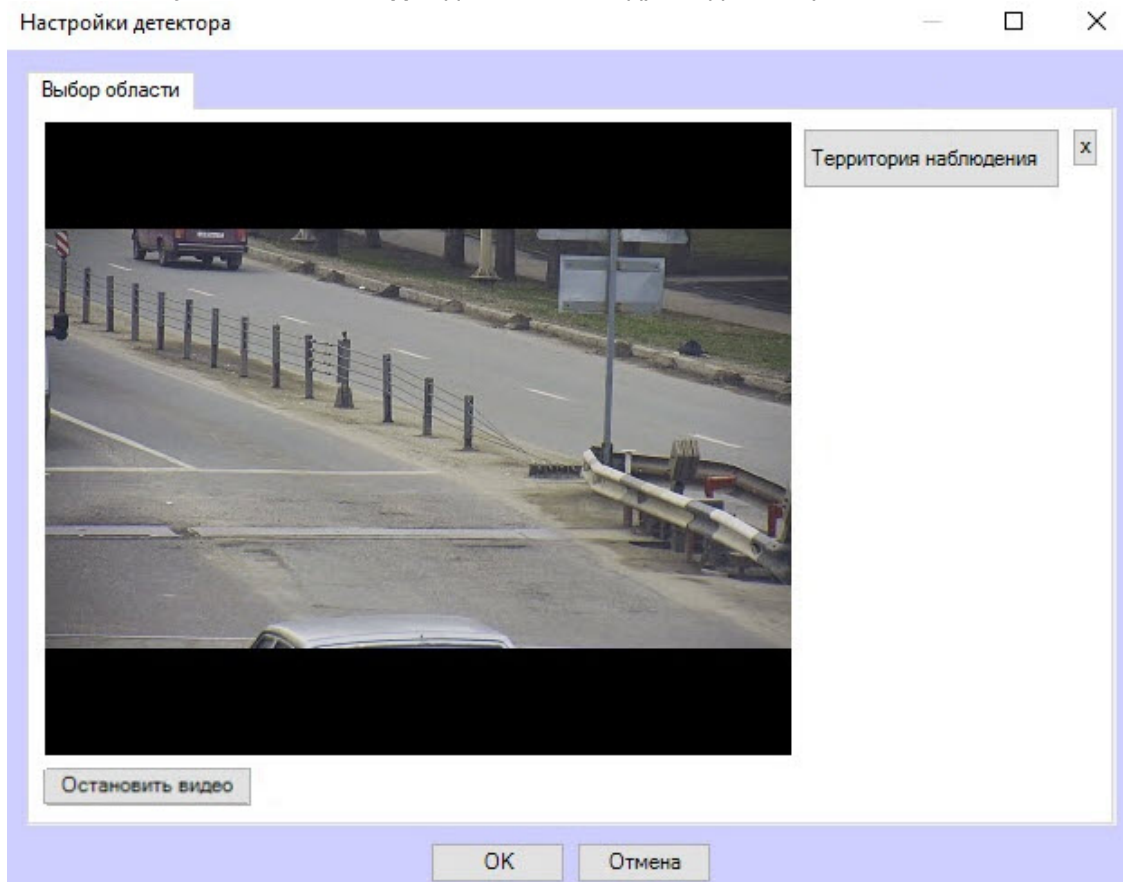 Настройки детектора
Выбор области
Территория наблюдения
x
Остановить видео
OK
Отмена